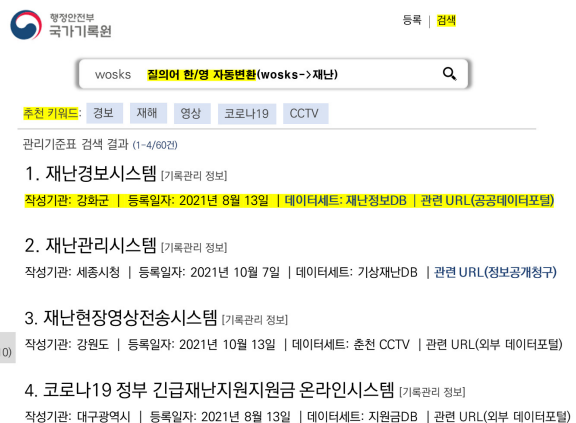 행정안전부
국가기록원
등록 | 검색
wosks 질의어 한/영 자동변환(wosks->재난)
추천 키워드: 경보 재해 영상 코로나19 CCTV
관리기준표 검색 결과 (1-4/60건)
1. 재난경보시스템 [기록관리 정보]
작성기관: 강화군 | 등록일자: 2021년 8월 13일 | 데이터세트: 재난정보DB | 관련 URL(공공데이터포털)
2. 재난관리시스템 [기록관리 정보]
작성기관: 세종시청 | 등록일자: 2021년 10월 7일 | 데이터세트: 기상재난DB | 관련 URL(정보공개청구)
3. 재난현장영상전송시스템 [기록관리 정보]
작성기관: 강원도 | 등록일자: 2021년 10월 13일 | 데이터세트: 춘천 CCTV | 관련 URL(외부 데이터포털)
4. 코로나19 정부 긴급재난지원지원금 온라인시스템 [기록관리 정보]
작성기관: 대구광역시 | 등록일자: 2021년 8월 13일 | 데이터세트: 지원금DB | 관련 URL(외부 데이터포털)